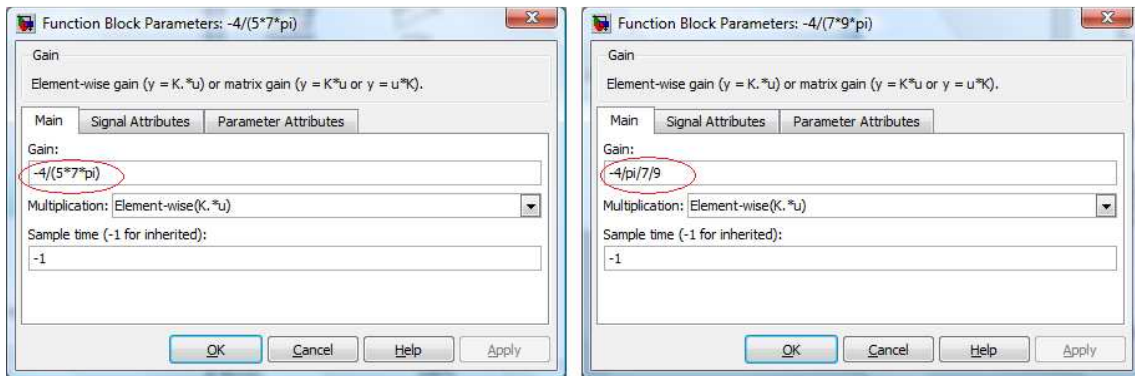 Function Block Parameters: -4/(5*7*pi)
Gain
Element-wise gain (y = K.*u) or matrix gain (y = K*u or y = u*K).
Main Signal Attributes Parameter Attributes
Gain:
-4/(5*7*pi)
Multiplication: Element-wise(K.*u)
Sample time (-1 for inherited):
-1
OK Cancel Help Apply
Function Block Parameters: -4/(7*9*pi)
Gain
Element-wise gain (y = K.*u) or matrix gain (y = K*u or y = u*K).
Main Signal Attributes Parameter Attributes
Gain:
-4/pi/7/9
Multiplication: Element-wise(K.*u)
Sample time (-1 for inherited):
-1
OK Cancel Help Apply